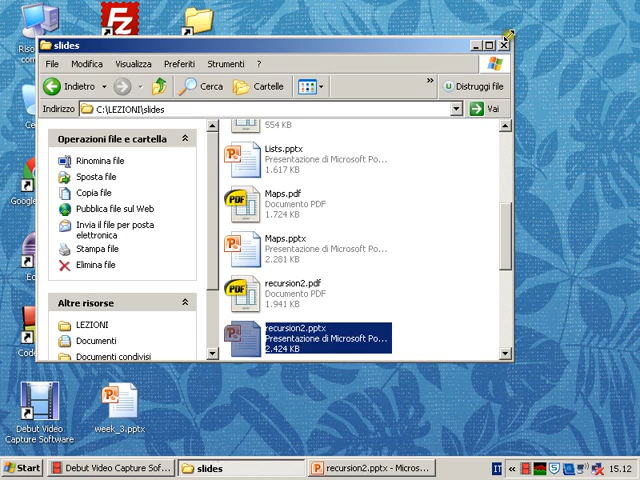 Fz
slides
File Modifica Visualizza Preferiti Strumenti ?
Indietro Cerca Cartelle » Distruggi file
Indirizzo C:\LEZIONI\slides Vai
Operazioni file e cartella
Rinomina file
Sposta file
Copia file
Pubblica file sul Web
Invia il file per posta
elettronica
Stampa file
Elimina file
Altre risorse
LEZIONI
Documenti
Documenti condivisi
554 KB
Lists.pptx
Presentazione di Microsoft Po...
1.617 KB
Maps.pdf
Documento PDF
1.724 KB
Maps.pptx
Presentazione di Microsoft Po...
2.281 KB
recursion2.pdf
Documento PDF
1.941 KB
recursion2.pptx
Presentazione di Microsoft Po...
2.424 KB
Debut Video
Capture Software
week_3.pptx
Start Debut Video Capture Sof... slides recursion2.pptx - Micros... IT « 15.12